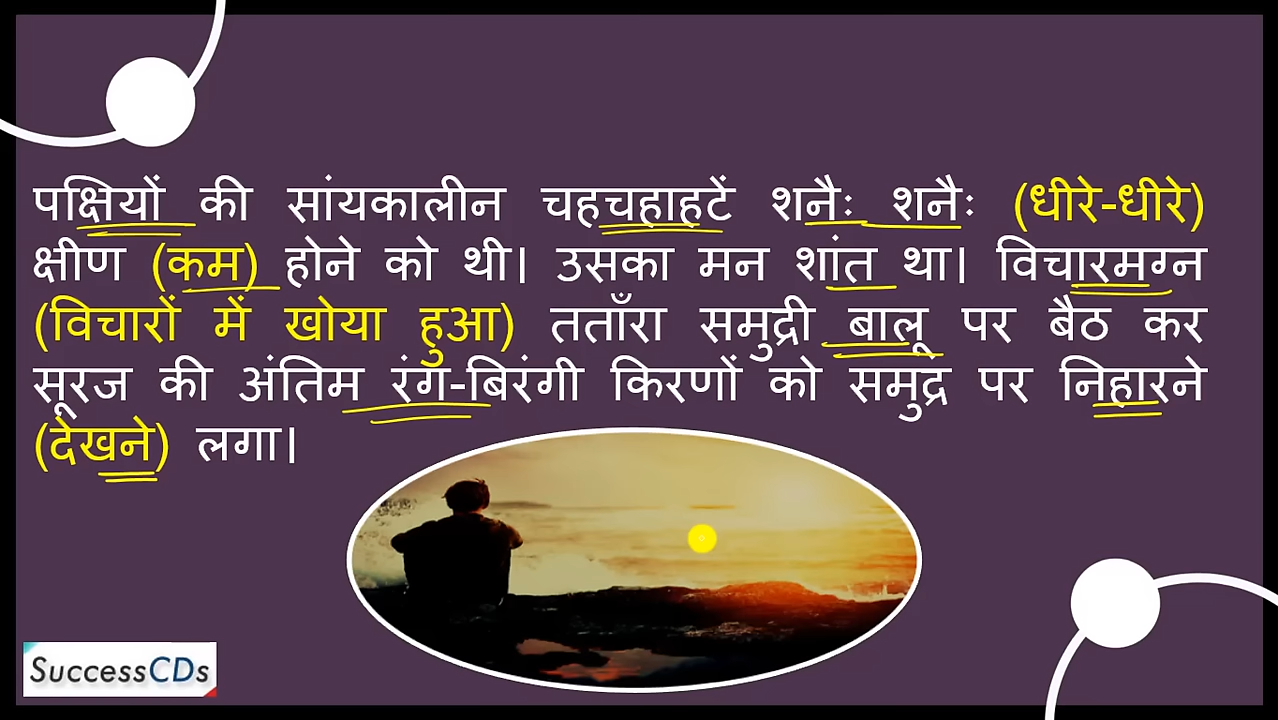 पक्षियों की सांयकालीन चहचहाहटें शनैः शनैः (धीरे-धीरे)
क्षीण (कम) होने को थी। उसका मन शांत था। विचारमग्न
(विचारों में खोया हुआ) तताँरा समुद्री बालू पर बैठ कर
सूरज की अंतिम रंग-बिरंगी किरणों को समुद्र पर निहारने
(देखने) लगा।
SuccessCDs